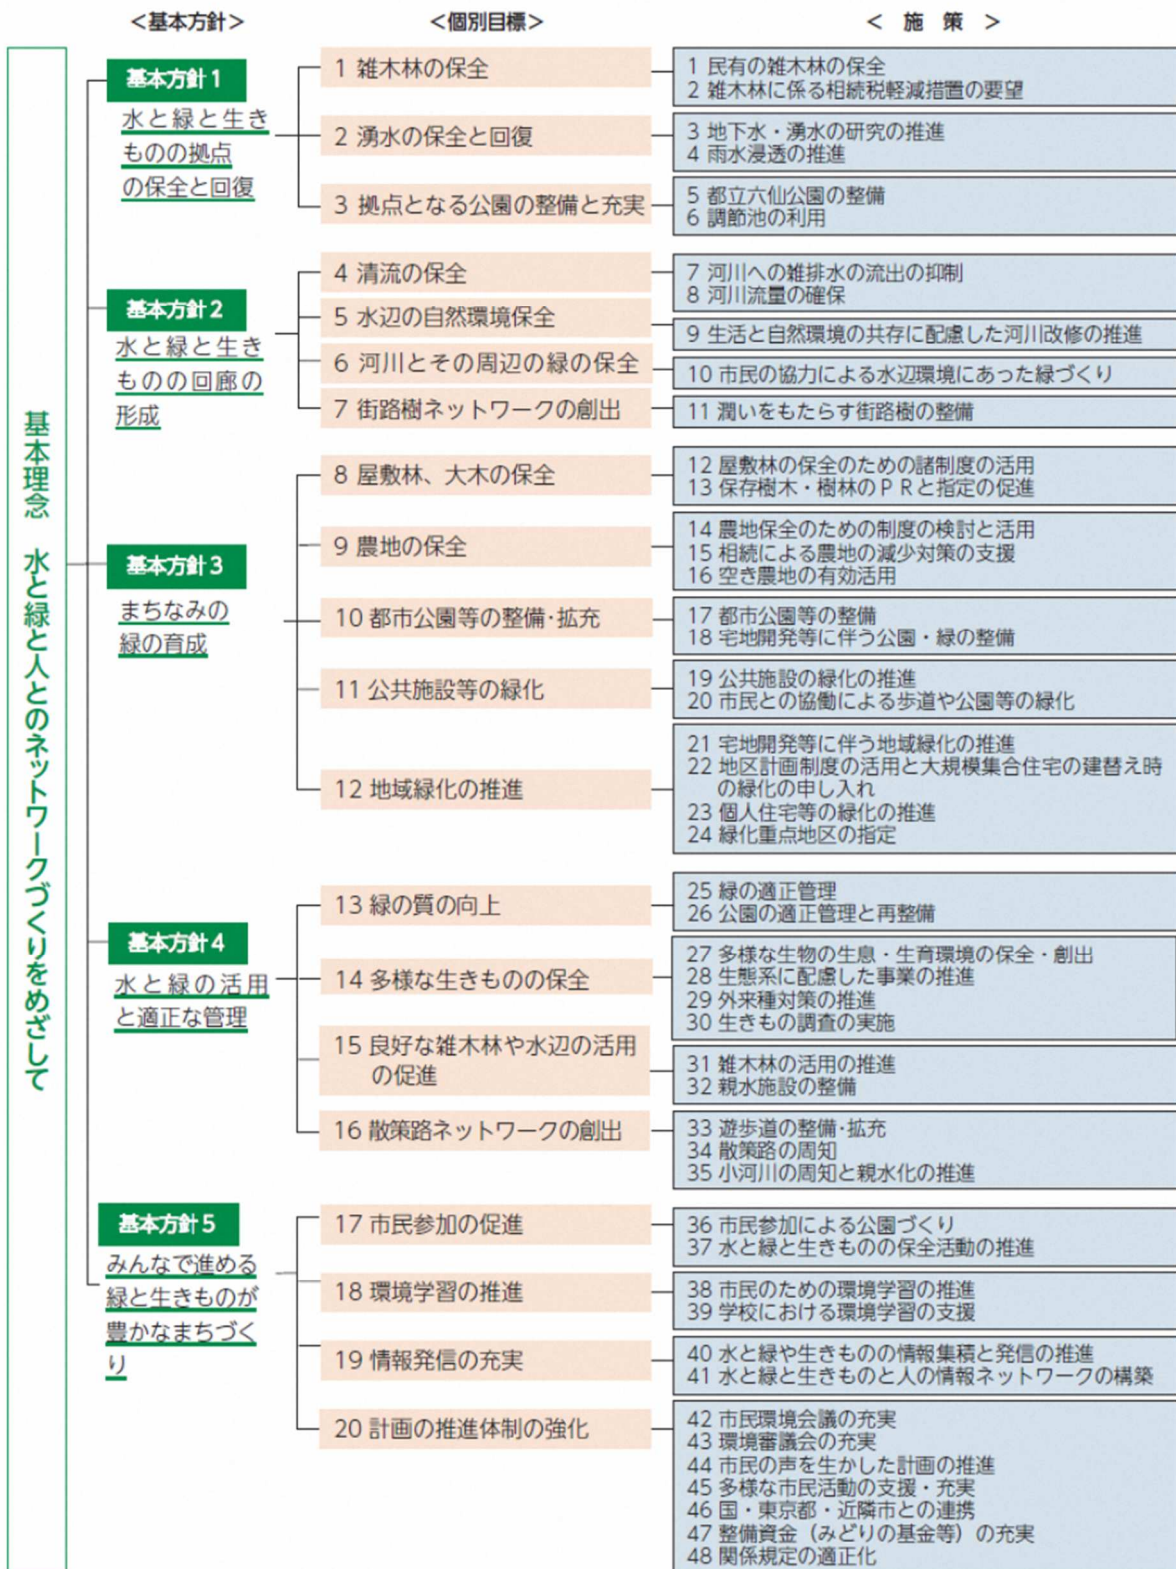 ＜基本方針＞
＜個別目標＞
＜ 施 策 ＞
基本理念 水と緑と人とのネットワークづくりをめざして
基本方針1
水と緑と生き
ものの拠点
の保全と回復
1 雑木林の保全
1 民有の雑木林の保全
2 雑木林に係る相続税軽減措置の要望
2 湧水の保全と回復
3 地下水・湧水の研究の推進
4 雨水浸透の推進
3 拠点となる公園の整備と充実
5 都立六仙公園の整備
6 調節池の利用
基本方針2
水と緑と生き
ものの回廊の
形成
4 清流の保全
7 河川への雑排水の流出の抑制
8 河川流量の確保
5 水辺の自然環境保全
9 生活と自然環境の共存に配慮した河川改修の推進
6 河川とその周辺の緑の保全
10 市民の協力による水辺環境にあった緑づくり
7 街路樹ネットワークの創出
11 潤いをもたらす街路樹の整備
基本方針3
まちなみの
緑の育成
8 屋敷林、大木の保全
12 屋敷林の保全のための諸制度の活用
13 保存樹木・樹林のＰＲと指定の促進
9 農地の保全
14 農地保全のための制度の検討と活用
15 相続による農地の減少対策の支援
16 空き農地の有効活用
10 都市公園等の整備･拡充
17 都市公園等の整備
18 宅地開発等に伴う公園・緑の整備
11 公共施設等の緑化
19 公共施設の緑化の推進
20 市民との協働による歩道や公園等の緑化
12 地域緑化の推進
21 宅地開発等に伴う地域緑化の推進
22 地区計画制度の活用と大規模集合住宅の建替え時
の緑化の申し入れ
23 個人住宅等の緑化の推進
24 緑化重点地区の指定
基本方針4
水と緑の活用
と適正な管理
13 緑の質の向上
25 緑の適正管理
26 公園の適正管理と再整備
14 多様な生きものの保全
27 多様な生物の生息・生育環境の保全・創出
28 生態系に配慮した事業の推進
29 外来種対策の推進
30 生きもの調査の実施
15 良好な雑木林や水辺の活用
の促進
31 雑木林の活用の推進
32 親水施設の整備
16 散策路ネットワークの創出
33 遊歩道の整備･拡充
34 散策路の周知
35 小河川の周知と親水化の推進
基本方針5
みんなで進める
緑と生きものが
豊かなまちづく
り
17 市民参加の促進
36 市民参加による公園づくり
37 水と緑と生きものの保全活動の推進
18 環境学習の推進
38 市民のための環境学習の推進
39 学校における環境学習の支援
19 情報発信の充実
40 水と緑や生きものの情報集積と発信の推進
41 水と緑と生きものと人の情報ネットワークの構築
20 計画の推進体制の強化
42 市民環境会議の充実
43 環境審議会の充実
44 市民の声を生かした計画の推進
45 多様な市民活動の支援・充実
46 国・東京都・近隣市との連携
47 整備資金（みどりの基金等）の充実
48 関係規定の適正化